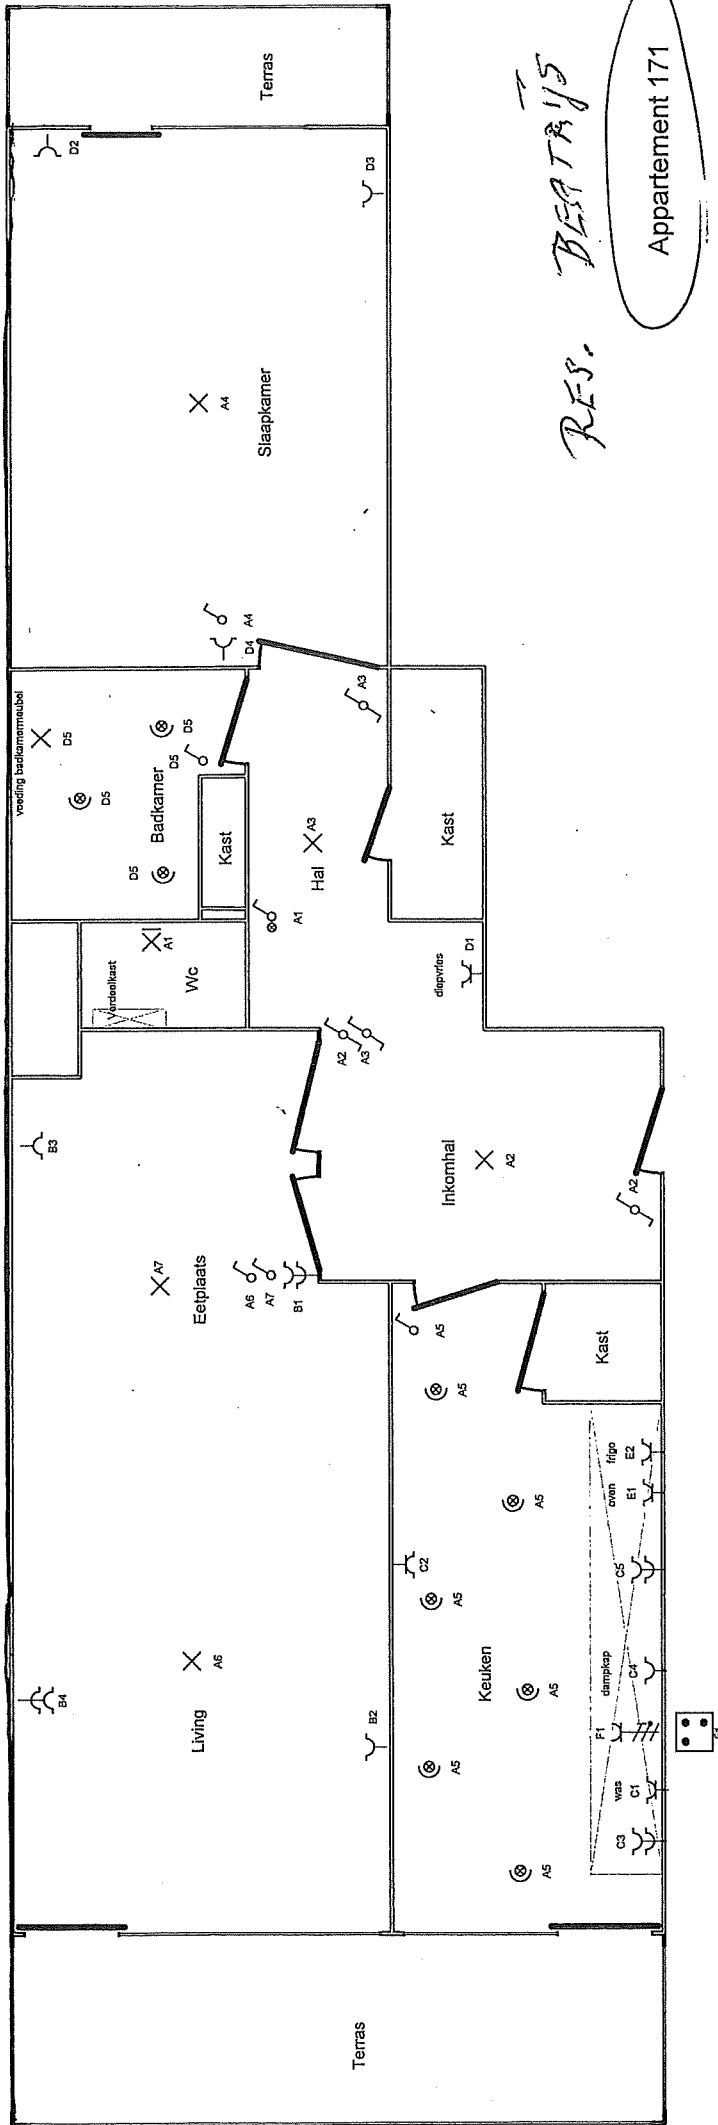 Terras
D2
D3
A4
Slaapkamer
A4
D4
RES. BEATRIJS
Appartement 171
voeding badkamermeubel
D5
D5
D5
D5
Badkamer
D5
Kast
A3
A3
Hal
Kast
A1
A1
Verdeelkast
Wc
diepvries
D1
A2
A3
B3
Inkomhal
A2
A2
A7
Eetplaats
A6
A7
B1
A5
Kast
A5
A5
C2
A5
Keuken
A5
A5
A5
frigo
E2
oven
E1
C5
dampkap
C4
F1
was
C1
C3
A6
Living
B4
B2
Terras